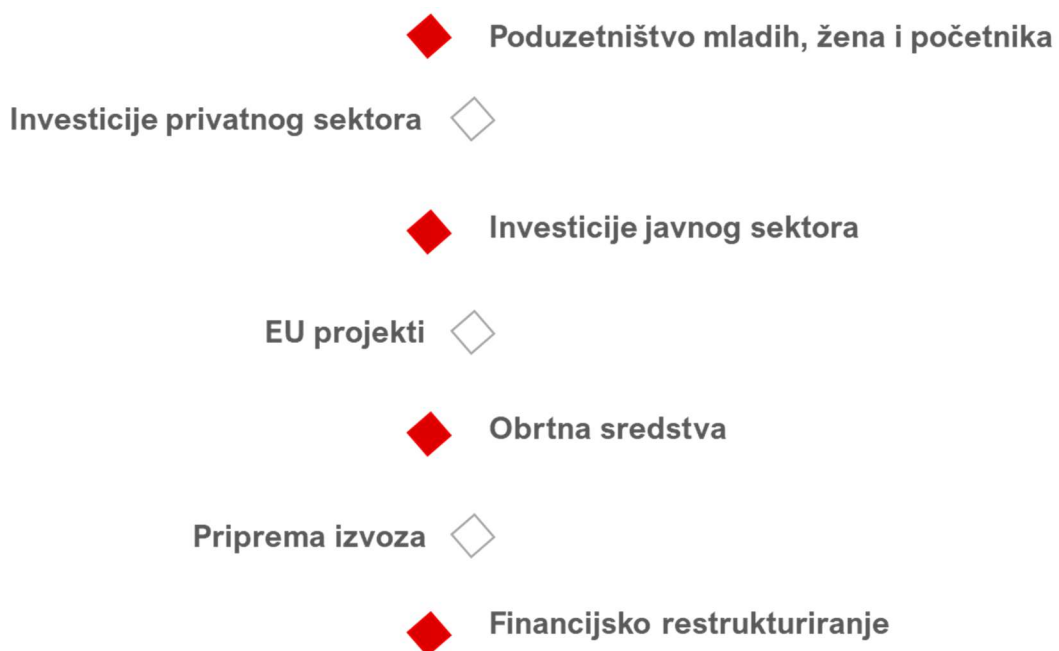 Poduzetništvo mladih, žena i početnika
Investicije privatnog sektora
Investicije javnog sektora
EU projekti
Obrtna sredstva
Priprema izvoza
Financijsko restrukturiranje